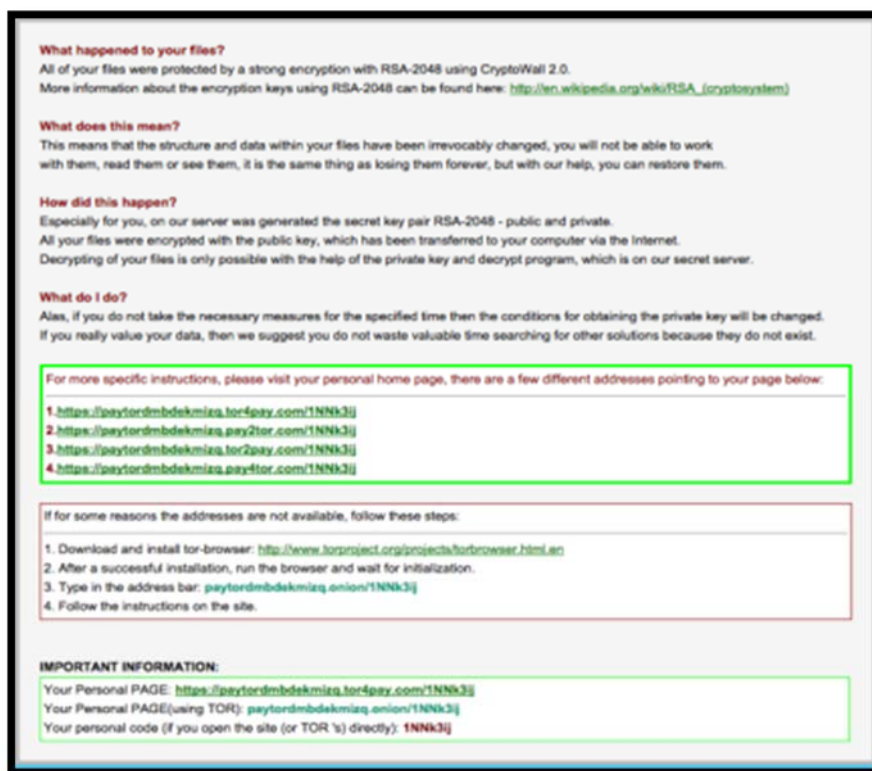 What happened to your files?
All of your files were protected by a strong encryption with RSA-2048 using CryptoWall 2.0.
More information about the encryption keys using RSA-2048 can be found here: http://en.wikipedia.org/wiki/RSA_(cryptosystem)
What does this mean?
This means that the structure and data within your files have been irrevocably changed, you will not be able to work
with them, read them or see them, it is the same thing as losing them forever, but with our help, you can restore them.
How did this happen?
Especially for you, on our server was generated the secret key pair RSA-2048 - public and private.
All your files were encrypted with the public key, which has been transferred to your computer via the Internet.
Decrypting of your files is only possible with the help of the private key and decrypt program, which is on our secret server.
What do I do?
Alas, if you do not take the necessary measures for the specified time then the conditions for obtaining the private key will be changed.
If you really value your data, then we suggest you do not waste valuable time searching for other solutions because they do not exist.
For more specific instructions, please visit your personal home page, there are a few different addresses pointing to your page below:
1.https://paytordmbdekmizq.tor4pay.com/1NNk3ij
2.https://paytordmbdekmizq.pay2tor.com/1NNk3ij
3.https://paytordmbdekmizq.tor2pay.com/1NNk3ij
4.https://paytordmbdekmizq.pay4tor.com/1NNk3ij
If for some reasons the addresses are not available, follow these steps:
1. Download and install tor-browser: http://www.torproject.org/projects/torbrowser.html.en
2. After a successful installation, run the browser and wait for initialization.
3. Type in the address bar: paytordmbdekmizq.onion/1NNk3ij
4. Follow the instructions on the site.
IMPORTANT INFORMATION:
Your Personal PAGE: https://paytordmbdekmizq.tor4pay.com/1NNk3ij
Your Personal PAGE(using TOR): paytordmbdekmizq.onion/1NNk3ij
Your personal code (if you open the site (or TOR 's) directly): 1NNk3ij